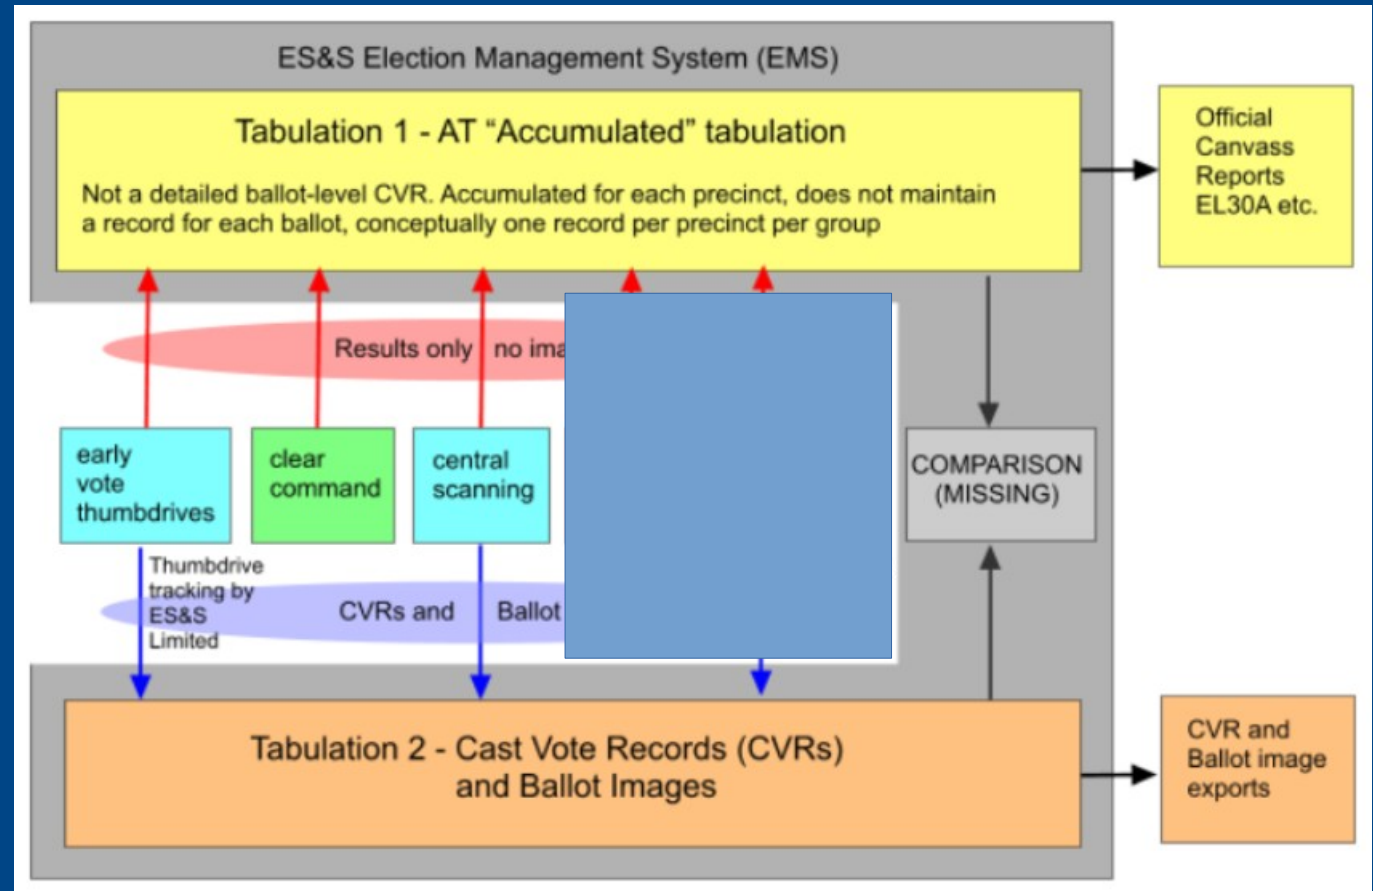 ES&S Election Management System (EMS)
Tabulation 1 - AT “Accumulated” tabulation
Not a detailed ballot-level CVR. Accumulated for each precinct, does not maintain
a record for each ballot, conceptually one record per precinct per group
Official
Canvass
Reports
EL30A etc.
Results only no
early
vote
thumbdrives
clear
command
central
scanning
COMPARISON
(MISSING)
Thumbdrive
tracking by
ES&S
Limited
CVRs and Ballot
Tabulation 2 - Cast Vote Records (CVRs)
and Ballot Images
CVR and
Ballot image
exports